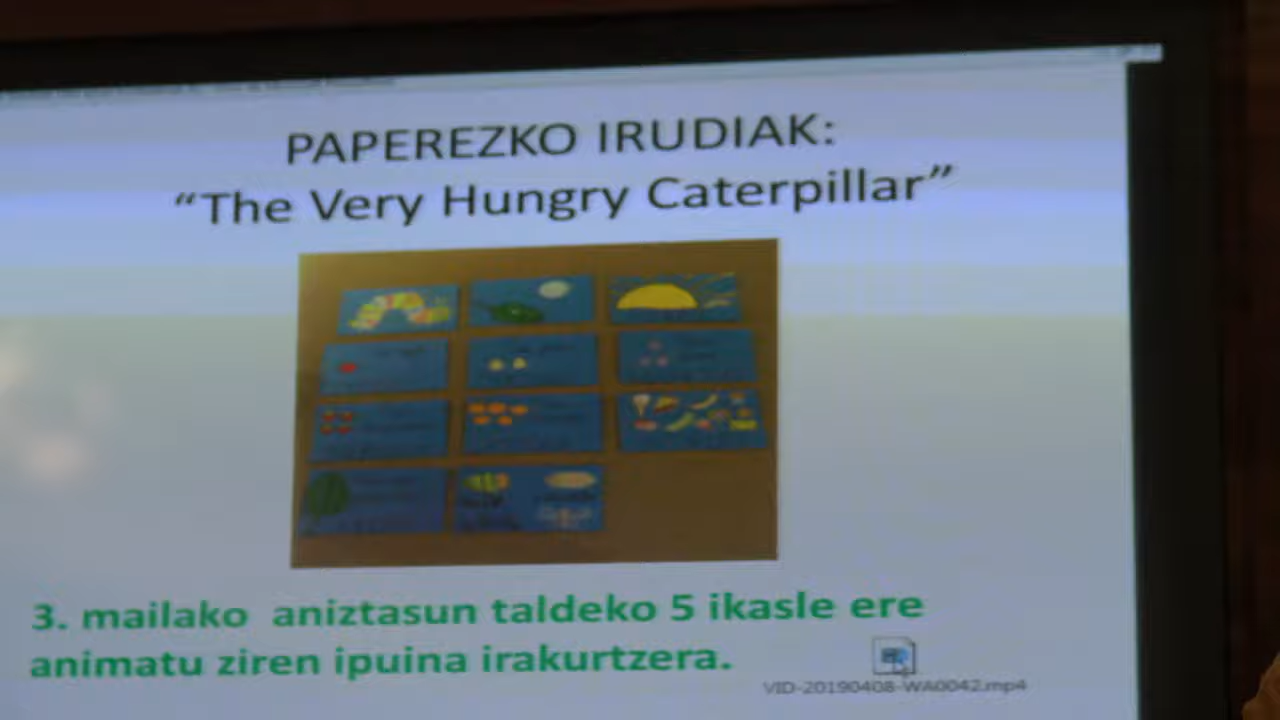 PAPEREZKO IRUDIAK:
“The Very Hungry Caterpillar”
3. mailako aniztasun taldeko 5 ikasle ere
animatu ziren ipuina irakurtzera.
VID-20190408-WA0042.mp4